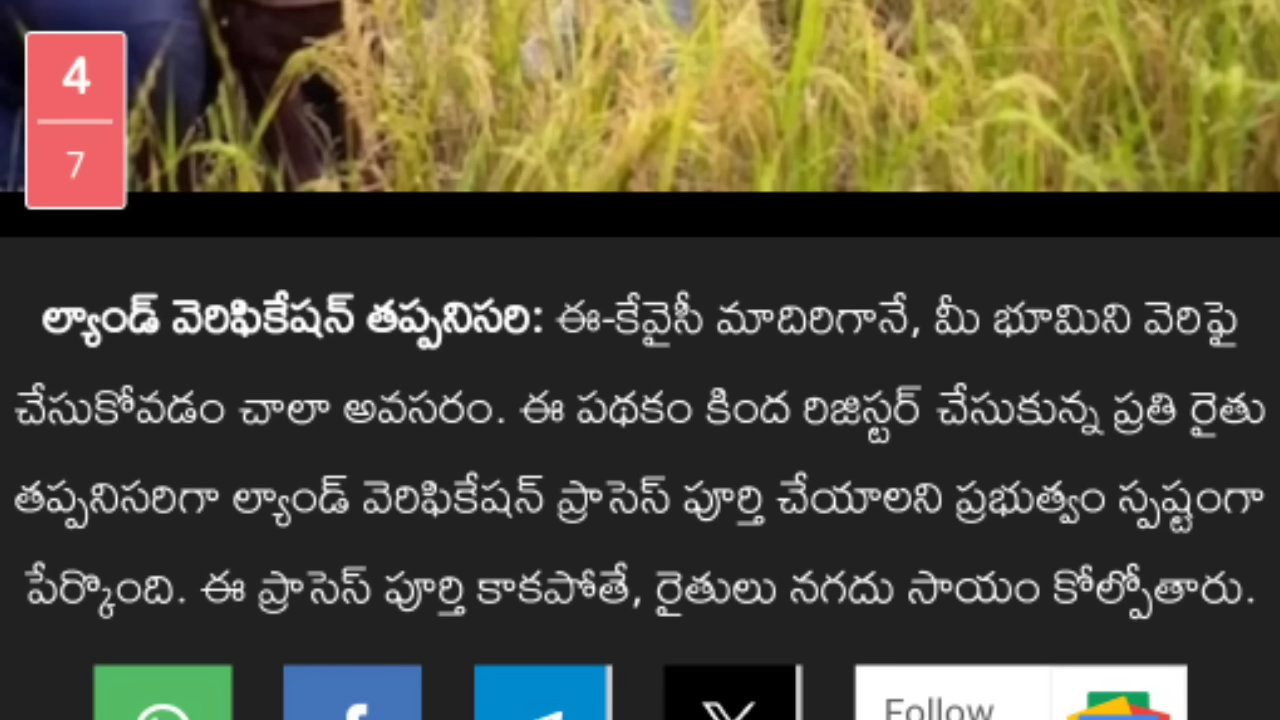 4
7
ల్యాండ్ వెరిఫికేషన్ తప్పనిసరి: ఈ-కేవైసీ మాదిరిగానే, మీ భూమిని వెరిఫై
చేసుకోవడం చాలా అవసరం. ఈ పథకం కింద రిజిస్టర్ చేసుకున్న ప్రతి రైతు
తప్పనిసరిగా ల్యాండ్ వెరిఫికేషన్ ప్రాసెస్ పూర్తి చేయాలని ప్రభుత్వం స్పష్టంగా
పేర్కొంది. ఈ ప్రాసెస్ పూర్తి కాకపోతే, రైతులు నగదు సాయం కోల్పోతారు.
Follow